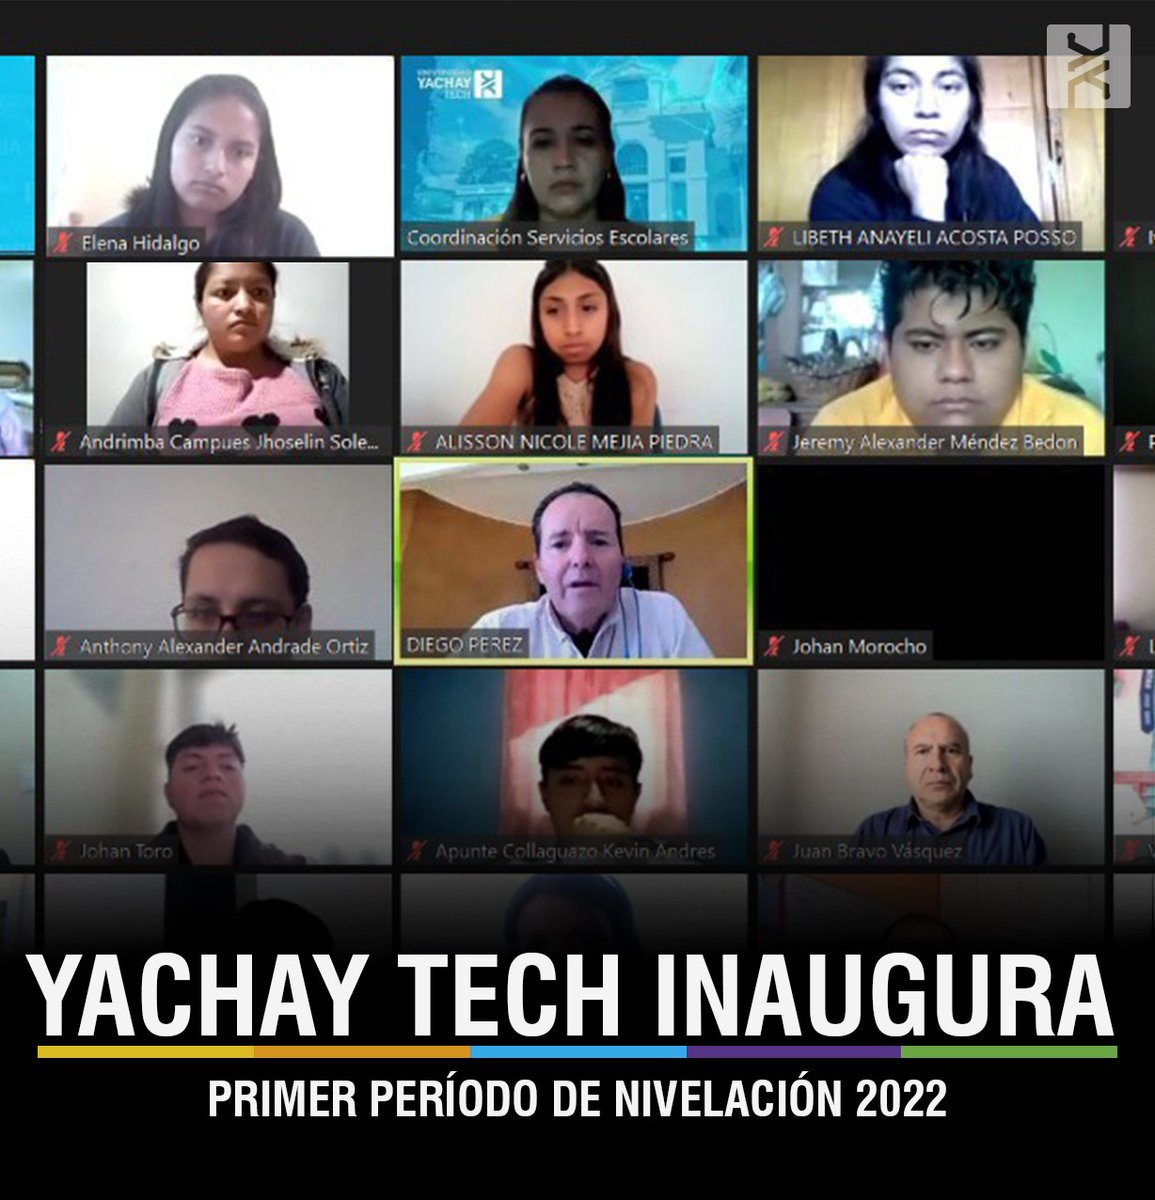 UNIVERSIDAD
YACHAY
TECH
Elena Hidalgo
Coordinación Servicios Escolares
LIBETH ANAYELI ACOSTA POSSO
Andrimba Campues Jhoselin Sole...
ALISSON NICOLE MEJIA PIEDRA
Jeremy Alexander Méndez Bedon
Anthony Alexander Andrade Ortiz
DIEGO PEREZ
Johan Morocho
Johan Toro
Apunte Collaguazo Kevin Andres
Juan Bravo Vásquez
YACHAY TECH INAUGURA
PRIMER PERÍODO DE NIVELACIÓN 2022